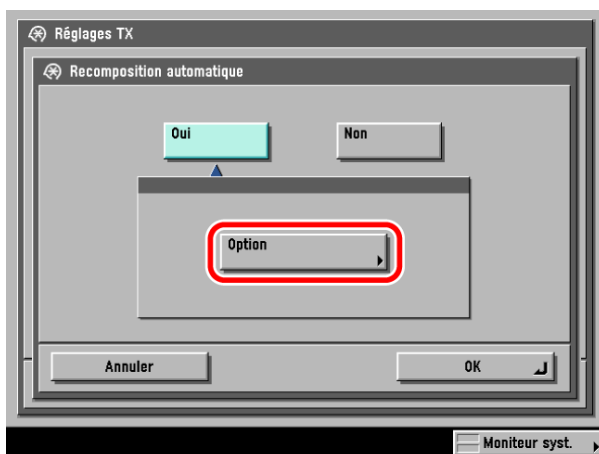 Réglages TX
Recomposition automatique
Oui
Non
Option
Annuler
OK
Moniteur syst.